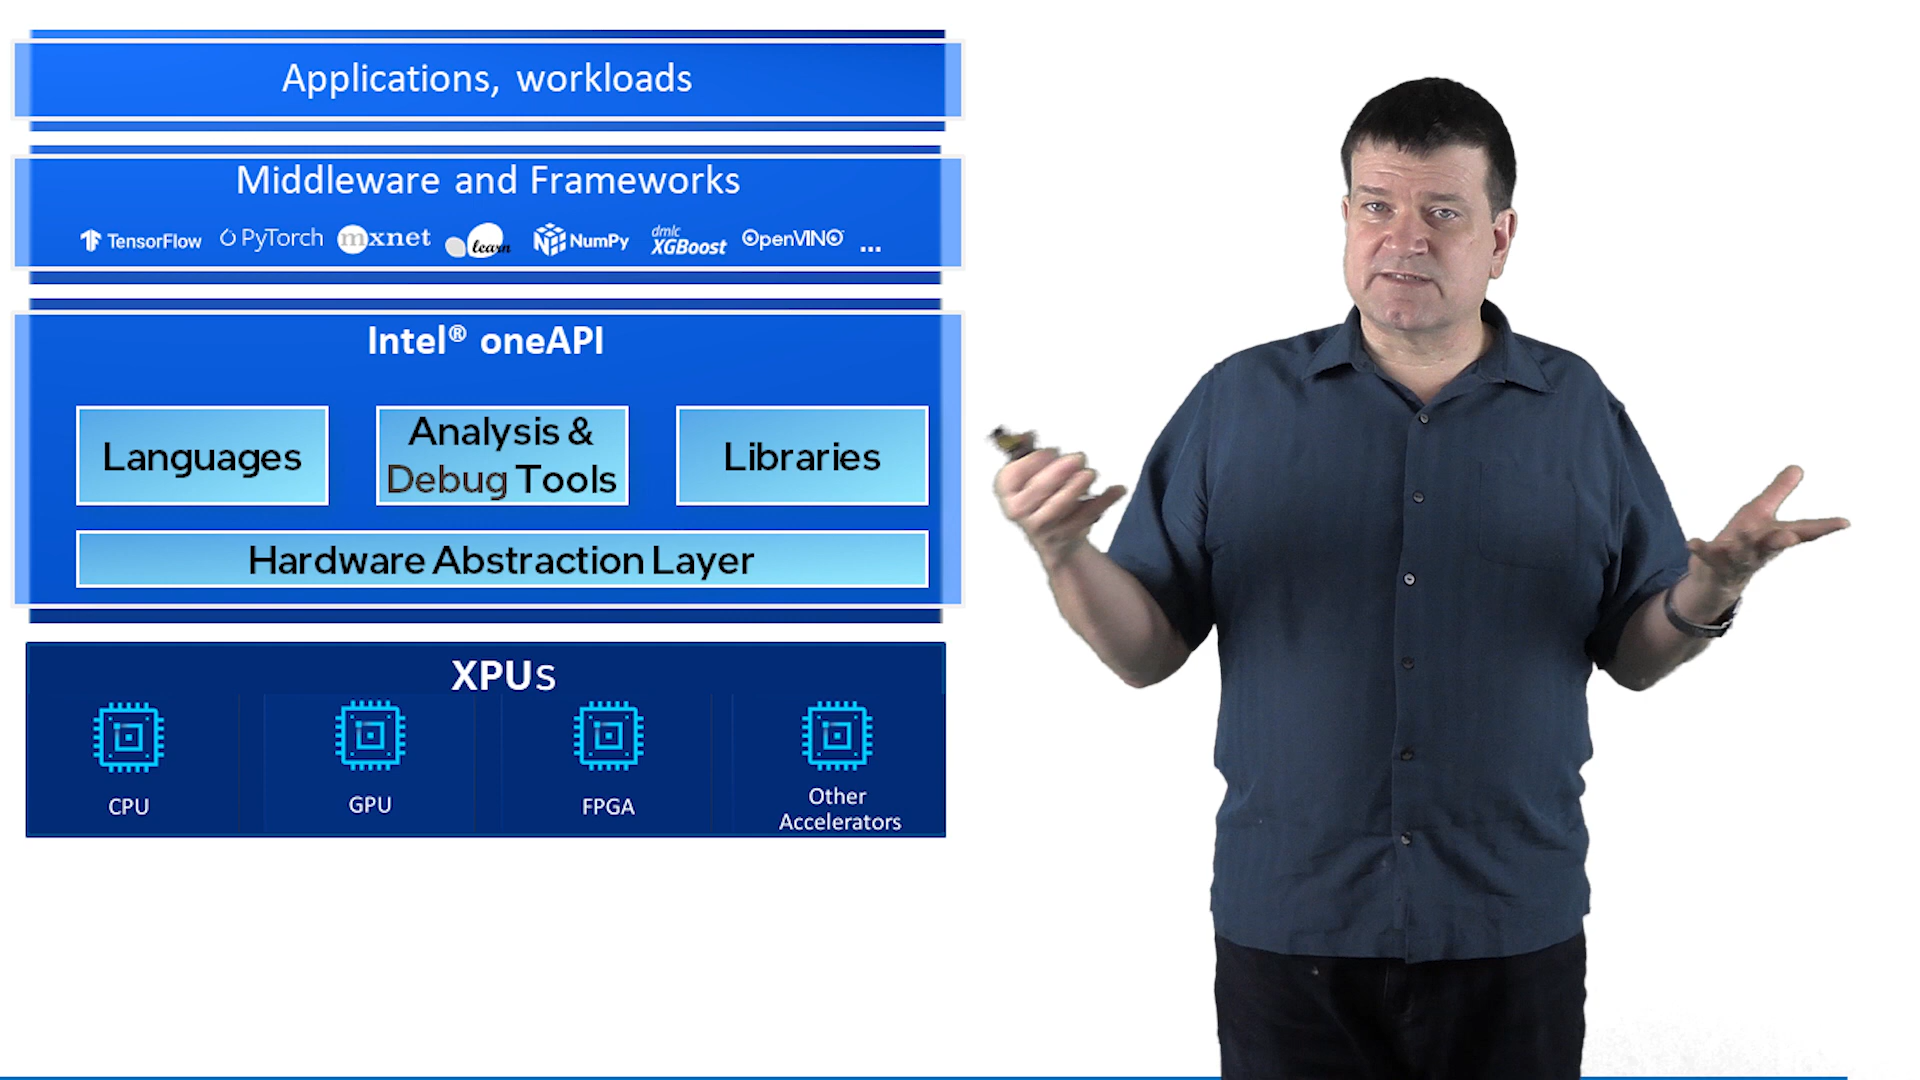 Applications, workloads
Middleware and Frameworks
TensorFlow PyTorch mxnet learn NumPy dmlc XGBoost OpenVINO ...
Intel® oneAPI
Languages
Analysis &
Debug Tools
Libraries
Hardware Abstraction Layer
XPUs
CPU
GPU
FPGA
Other
Accelerators